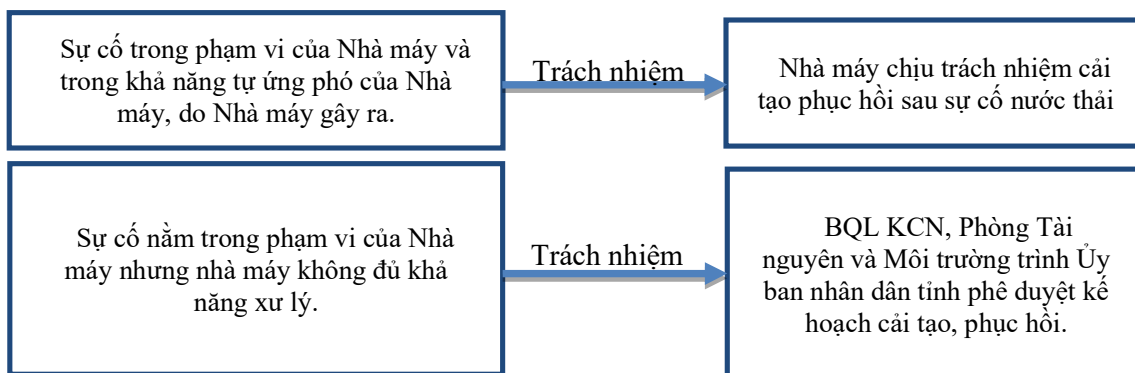 Sự cố trong phạm vi của Nhà máy và
trong khả năng tự ứng phó của Nhà
máy, do Nhà máy gây ra.
Trách nhiệm
Nhà máy chịu trách nhiệm cải
tạo phục hồi sau sự cố nước thải
Sự cố nằm trong phạm vi của Nhà
máy nhưng nhà máy không đủ khả
năng xư lý.
Trách nhiệm
BQL KCN, Phòng Tài
nguyên và Môi trường trình Ủy
ban nhân dân tỉnh phê duyệt kế
hoạch cải tạo, phục hồi.